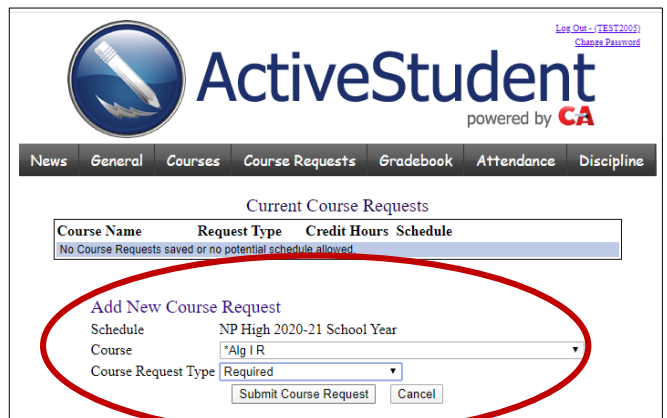 Log Out - (TEST2005)
Change Password
ActiveStudent
powered by CA
News General Courses Course Requests Gradebook Attendance Discipline
Current Course Requests
Course Name Request Type Credit Hours Schedule
No Course Requests saved or no potential schedule allowed.
Add New Course Request
Schedule NP High 2020-21 School Year
Course *Alg I R
Course Request Type Required
Submit Course Request Cancel